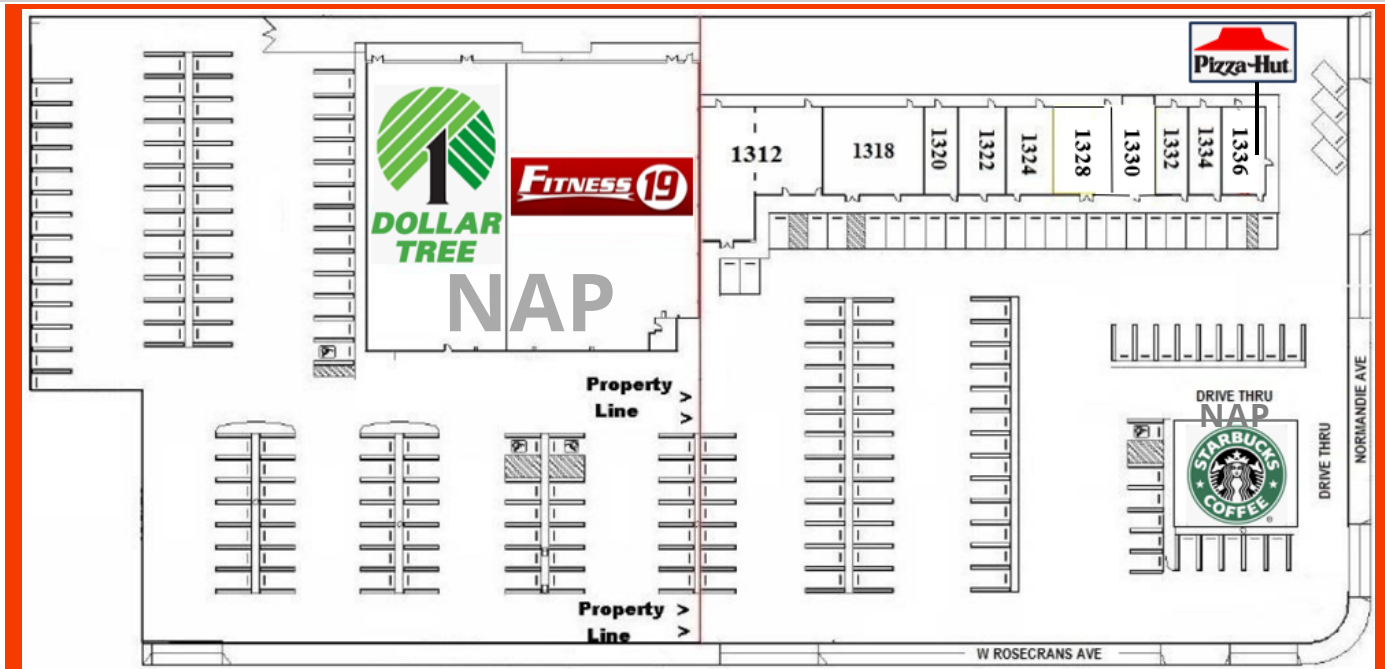 Pizza Hut
1312
1318
1320
1322
1324
1328
1330
1332
1334
1336
1
DOLLAR
TREE
FITNESS 19
NAP
Property
Line
DRIVE THRU
NAP
STARBUCKS
COFFEE
DRIVE THRU
NORMANDIE AVE
Property
Line
W ROSECRANS AVE